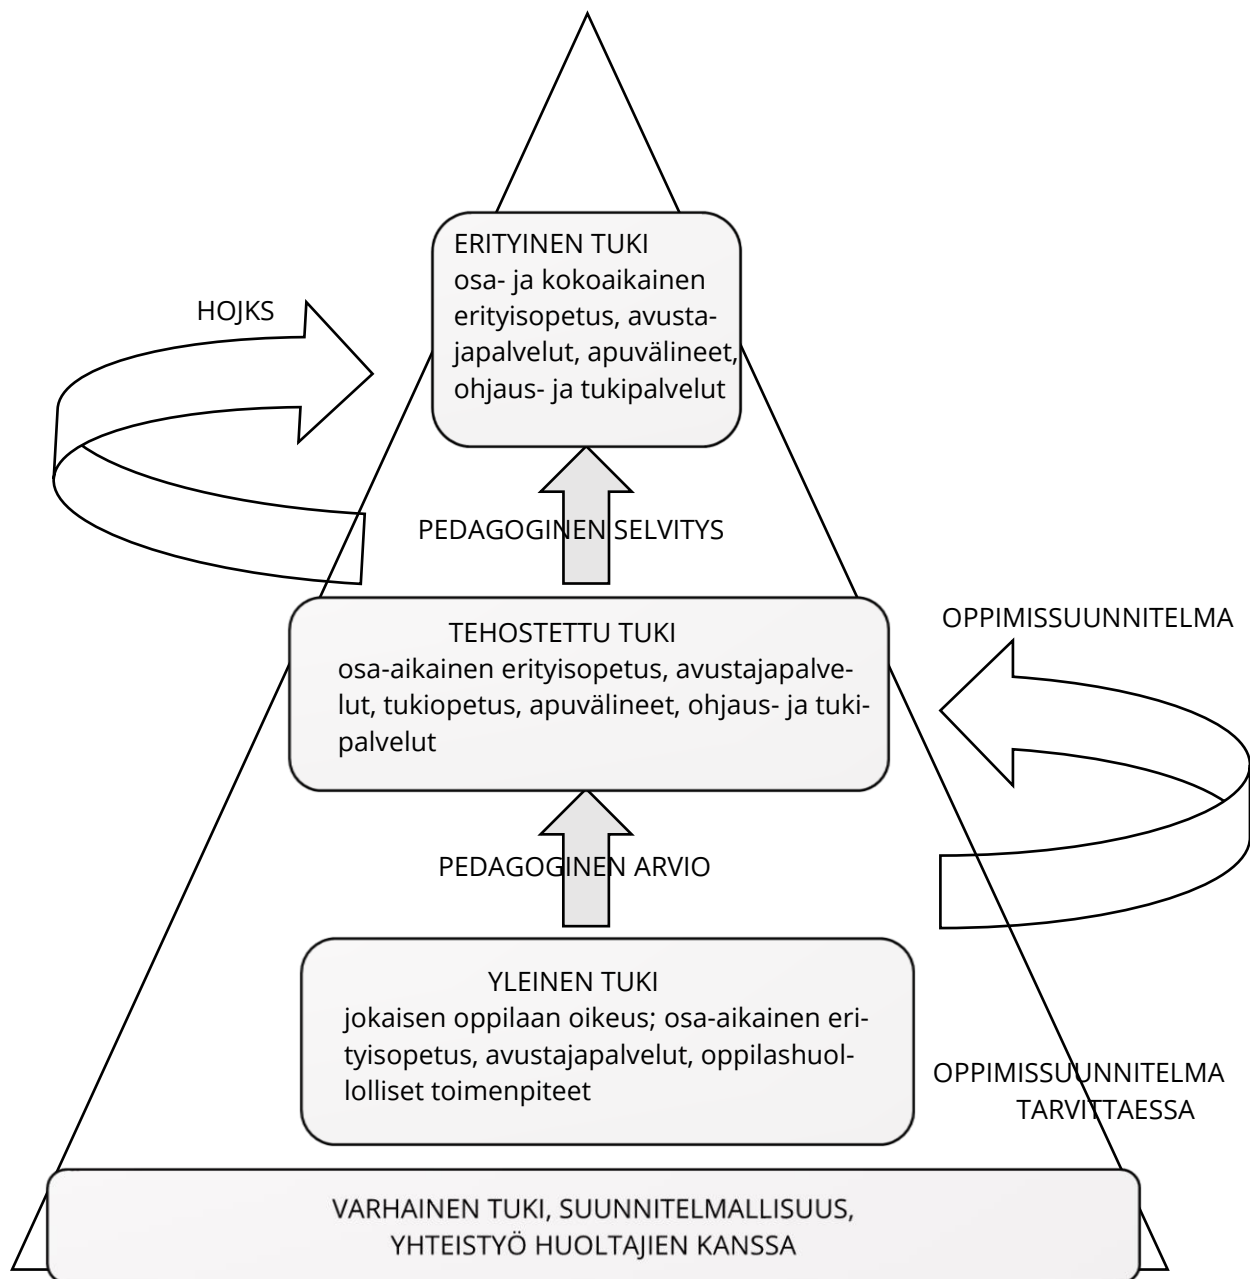 ERITYINEN TUKI
osa- ja kokoaikainen
erityisopetus, avusta-
japalvelut, apuvälineet,
ohjaus- ja tukipalvelut
HOJKS
PEDAGOGINEN SELVITYS
TEHOSTETTU TUKI
osa-aikainen erityisopetus, avustajapalve-
lut, tukiopetus, apuvälineet, ohjaus- ja tuki-
palvelut
OPPIMISSUUNNITELMA
PEDAGOGINEN ARVIO
YLEINEN TUKI
jokaisen oppilaan oikeus; osa-aikainen eri-
tyisopetus, avustajapalvelut, oppilashuol-
lolliset toimenpiteet
OPPIMISSUUNNITELMA
TARVITTAESSA
VARHAINEN TUKI, SUUNNITELMALLISUUS,
YHTEISTYÖ HUOLTAJIEN KANSSA